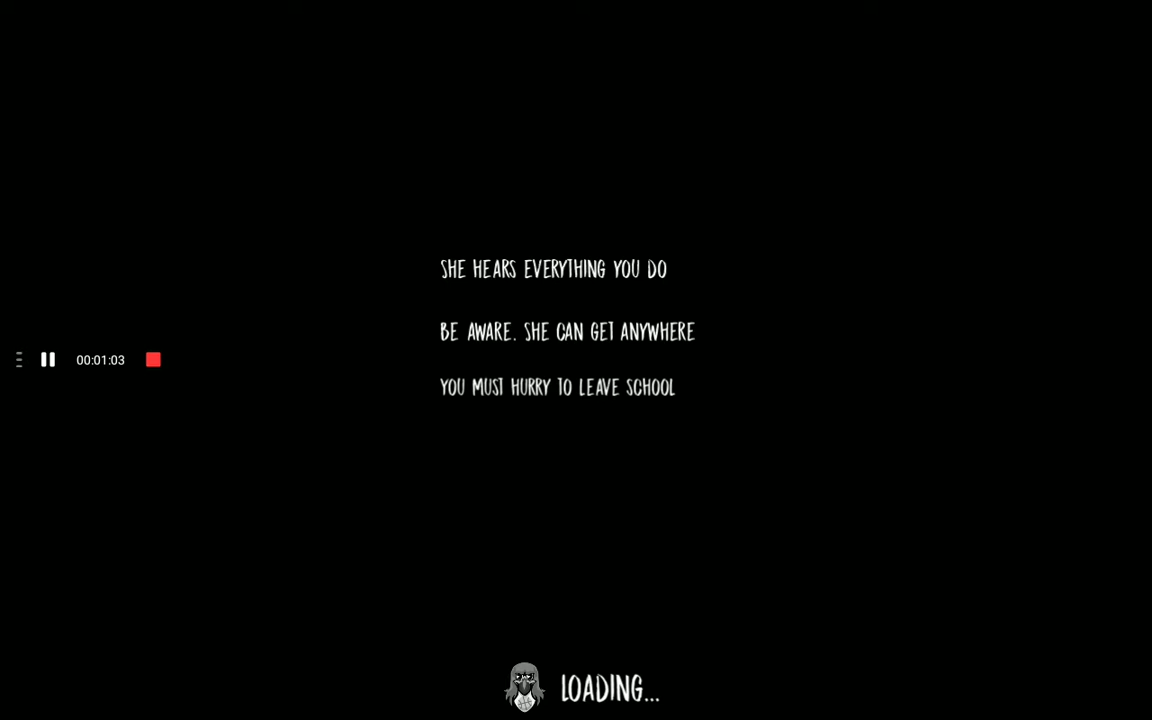 SHE HEARS EVERYTHING YOU DO
BE AWARE. SHE CAN GET ANYWHERE
00:01:03
YOU MUST HURRY TO LEAVE SCHOOL
LOADING...